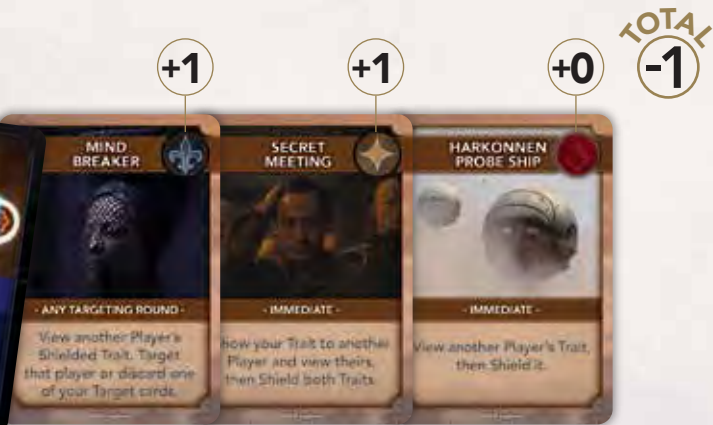 TOTAL
-1
+1
+1
+0
MIND
BREAKER
- ANY TARGETING ROUND -
View another Player's
Shielded Trait. Target
that player or discard one
of your Target cards.
SECRET
MEETING
- IMMEDIATE -
how your Trait to another
Player and view theirs,
then Shield both Traits.
HARKONNEN
PROBE SHIP
- IMMEDIATE -
View another Player's Trait,
then Shield it.